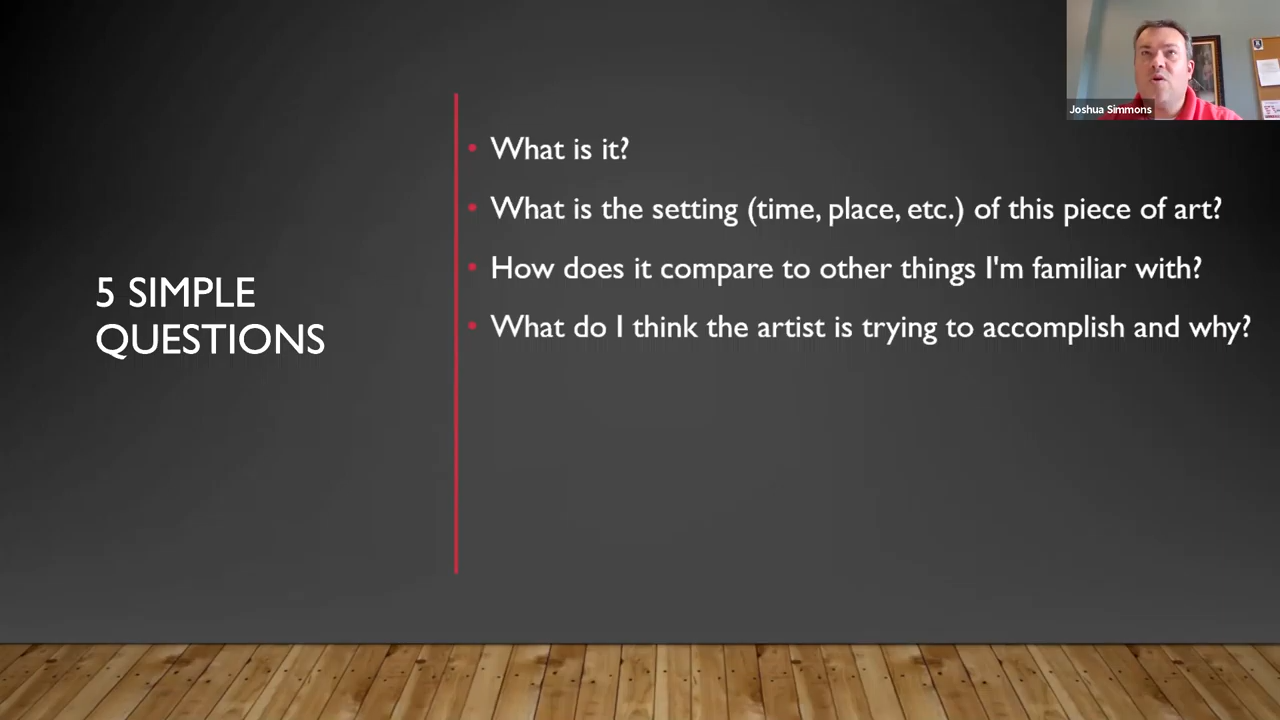 5 SIMPLE
QUESTIONS
What is it?
What is the setting (time, place, etc.) of this piece of art?
How does it compare to other things I'm familiar with?
What do I think the artist is trying to accomplish and why?
Joshua Simmons